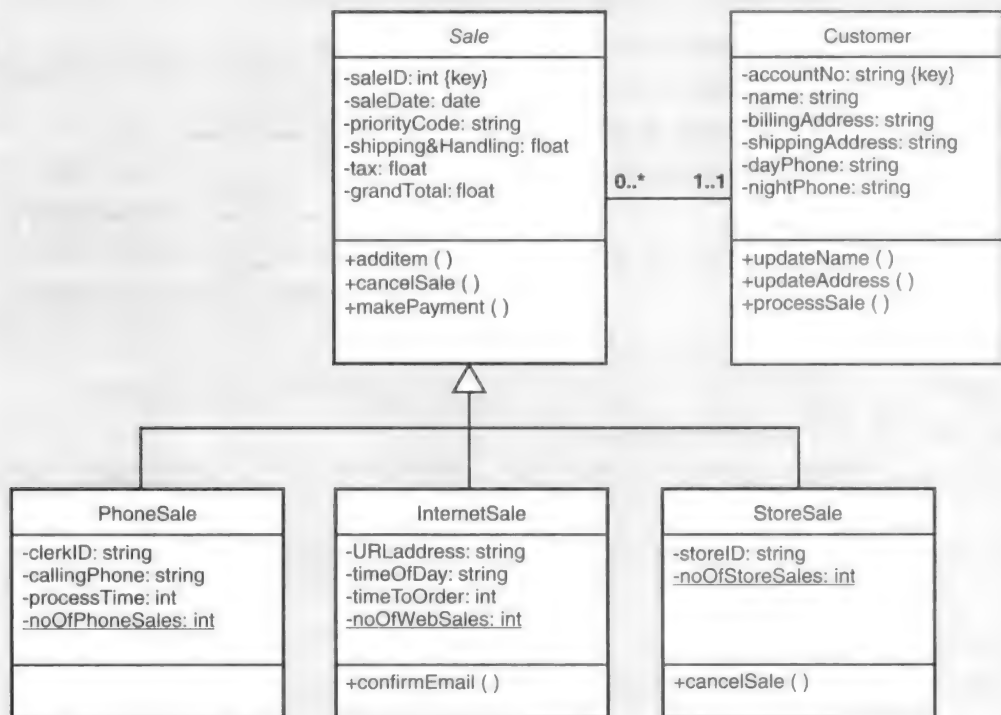 Sale
-saleID: int {key}
-saleDate: date
-priorityCode: string
-shipping&Handling: float
-tax: float
-grandTotal: float
+additem ( )
+cancelSale ( )
+makePayment ( )
0..* 1..1
Customer
-accountNo: string {key}
-name: string
-billingAddress: string
-shippingAddress: string
-dayPhone: string
-nightPhone: string
+updateName ( )
+updateAddress ( )
+processSale ( )
PhoneSale
-clerkID: string
-callingPhone: string
-processTime: int
-noOfPhoneSales: int
InternetSale
-URLaddress: string
-timeOfDay: string
-timeToOrder: int
-noOfWebSales: int
+confirmEmail ( )
StoreSale
-storeID: string
-noOfStoreSales: int
+cancelSale ( )